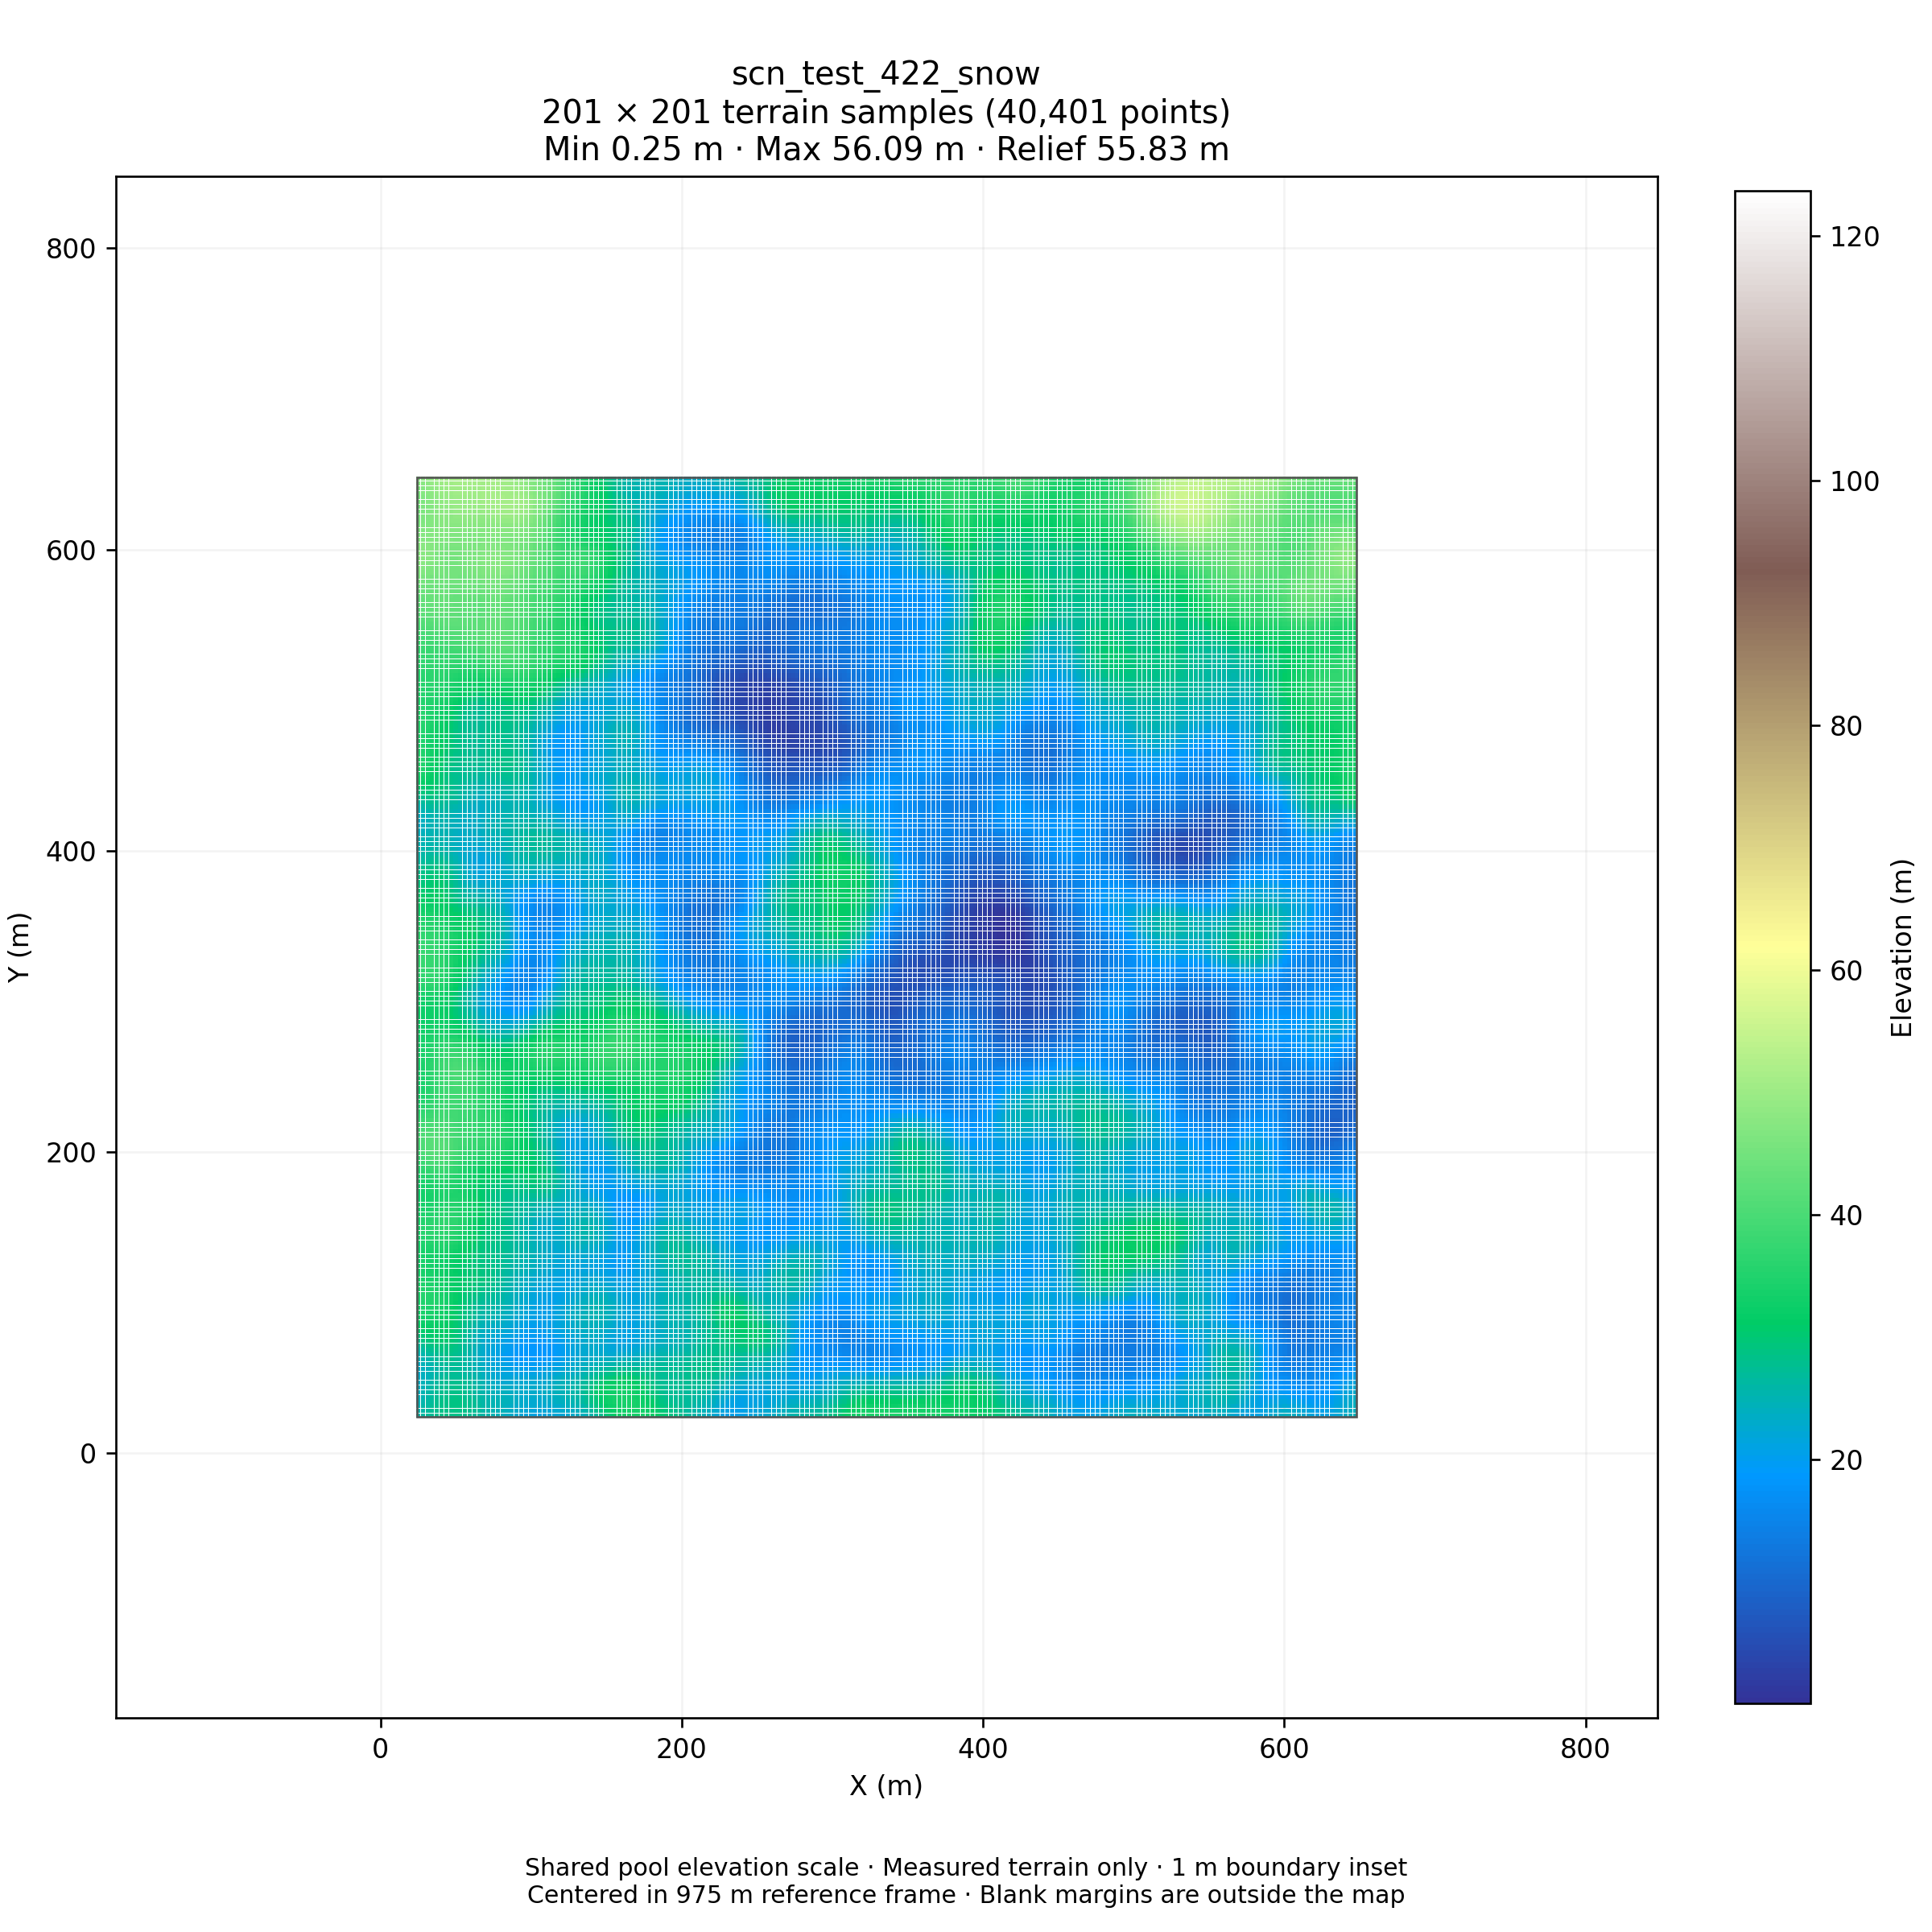 scn_test_422_snow
201 × 201 terrain samples (40,401 points)
Min 0.25 m · Max 56.09 m · Relief 55.83 m
800
600
400
200
0
Y (m)
0
200
400
600
800
X (m)
120
100
80
60
40
20
Elevation (m)
Shared pool elevation scale · Measured terrain only · 1 m boundary inset
Centered in 975 m reference frame · Blank margins are outside the map